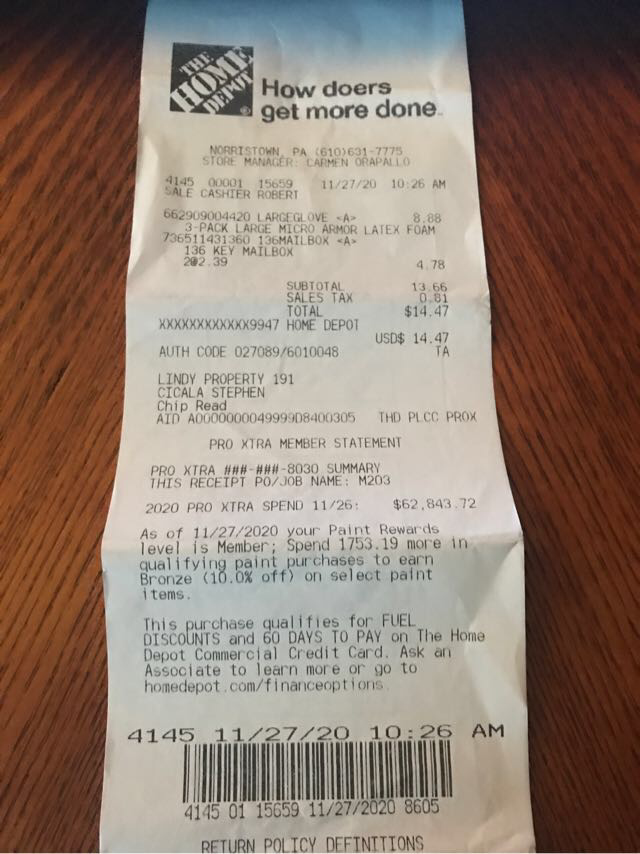 THE
HOME
DEPOT
How doers
get more done.
NORRISTOWN, PA (610)631-7775
STORE MANAGER: CARMEN ORAPALLO
4145 00001 15659 11/27/20 10:26 AM
SALE CASHIER ROBERT
662909004420 LARGEGLOVE <A> 8.88
3-PACK LARGE MICRO ARMOR LATEX FOAM
736511431360 136MAILBOX <A>
136 KEY MAILBOX
2@2.39 4.78
SUBTOTAL 13.66
SALES TAX 0.81
TOTAL $14.47
XXXXXXXXXXXX9947 HOME DEPOT
USD$ 14.47
AUTH CODE 027089/6010048 TA
LINDY PROPERTY 191
CICALA STEPHEN
Chip Read
AID A0000000049999D8400305 THD PLCC PROX
PRO XTRA MEMBER STATEMENT
PRO XTRA ###-###-8030 SUMMARY
THIS RECEIPT PO/JOB NAME: M203
2020 PRO XTRA SPEND 11/26: $62,843.72
As of 11/27/2020 your Paint Rewards
level is Member; Spend 1753.19 more in
qualifying paint purchases to earn
Bronze (10.0% off) on select paint
items.
This purchase qualifies for FUEL
DISCOUNTS and 60 DAYS TO PAY on The Home
Depot Commercial Credit Card. Ask an
Associate to learn more or go to
homedepot.com/financeoptions.
4145 11/27/20 10:26 AM
4145 01 15659 11/27/2020 8605
RETURN POLICY DEFINITIONS